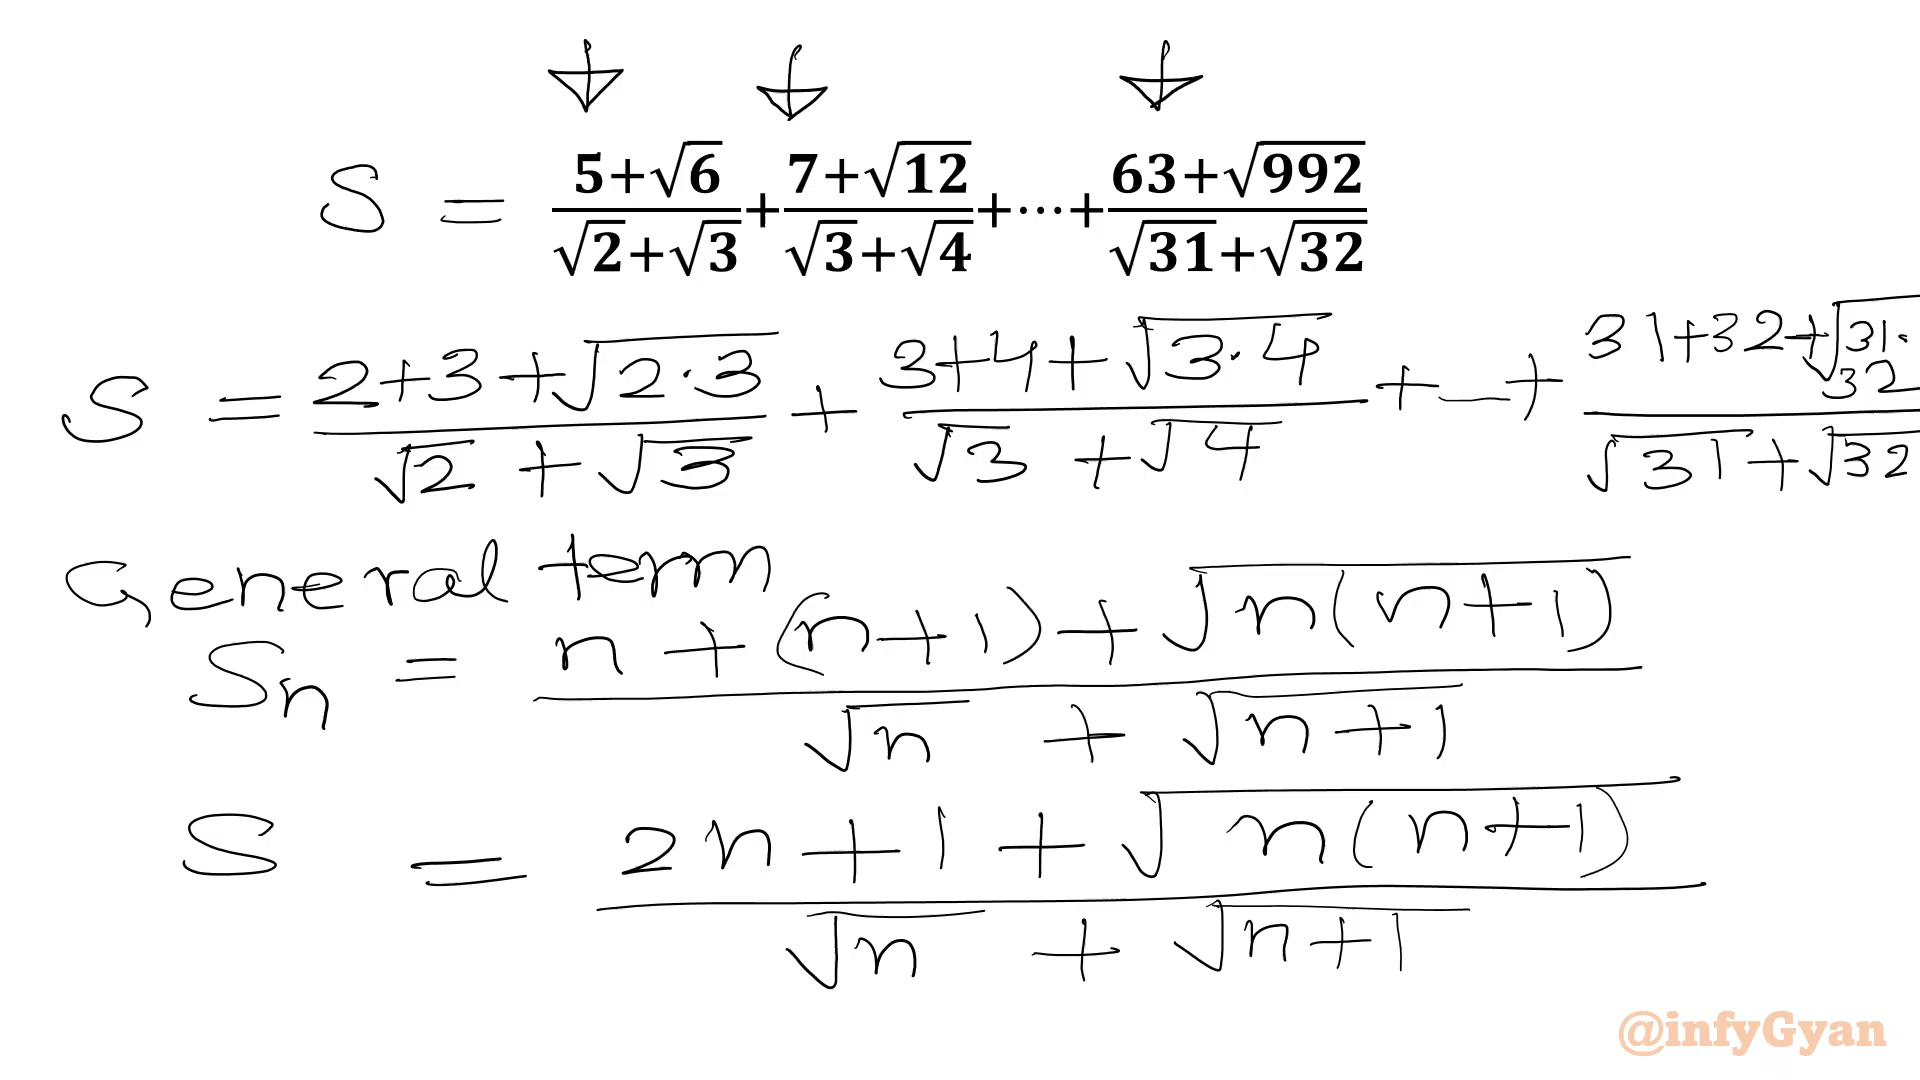 S = (5+√6)/(√2+√3) + (7+√12)/(√3+√4) +⋯+ (63+√992)/(√31+√32)
S = (2+3+√(2·3))/(√2+√3) + (3+4+√(3·4))/(√3+√4) + — + (31+32+√(31·32))/(√31+√32)
General term
Sn = (n+(n+1)+√(n(n+1)))/(√n+√(n+1))
S = (2n+1+√(n(n+1)))/(√n+√(n+1))
@infyGyan